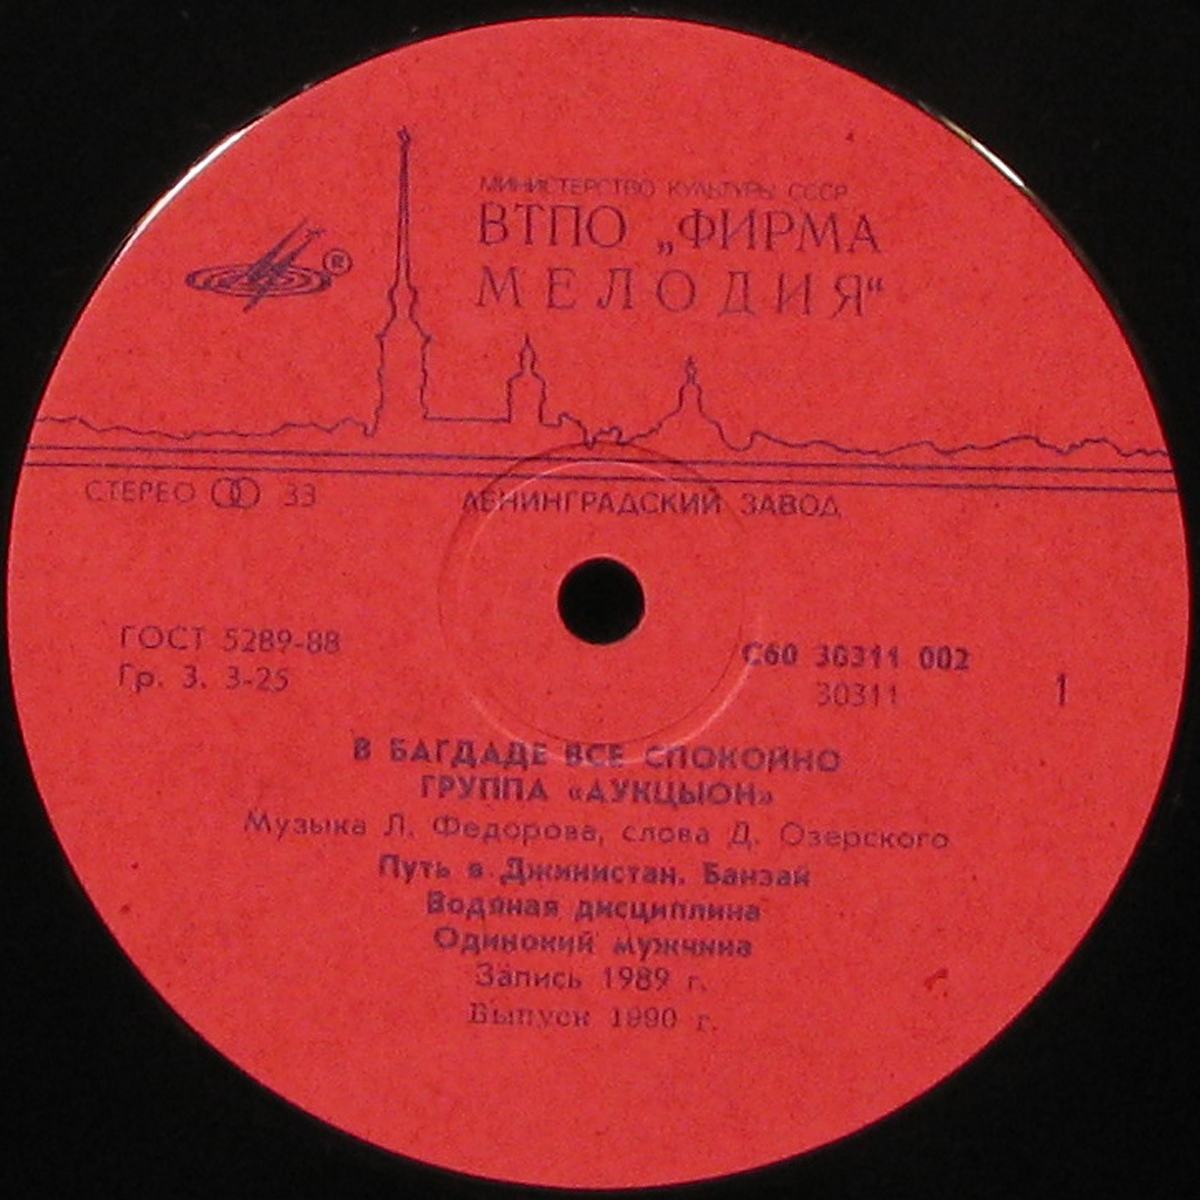 МИНИСТЕРСТВО КУЛЬТУРЫ СССР
ВТПО „ФИРМА
МЕЛОДИЯ“
®
СТЕРЕО 33
ЛЕНИНГРАДСКИЙ ЗАВОД
ГОСТ 5289-88
Гр. 3. 3-25
С60 30311 002
30311
1
В БАГДАДЕ ВСЕ СПОКОЙНО
ГРУППА «АУКЦЫОН»
Музыка Л. Федорова, слова Д. Озерского
Путь в Джинистан. Банзай
Водяная дисциплина
Одинокий мужчина
Запись 1989 г.
Выпуск 1990 г.